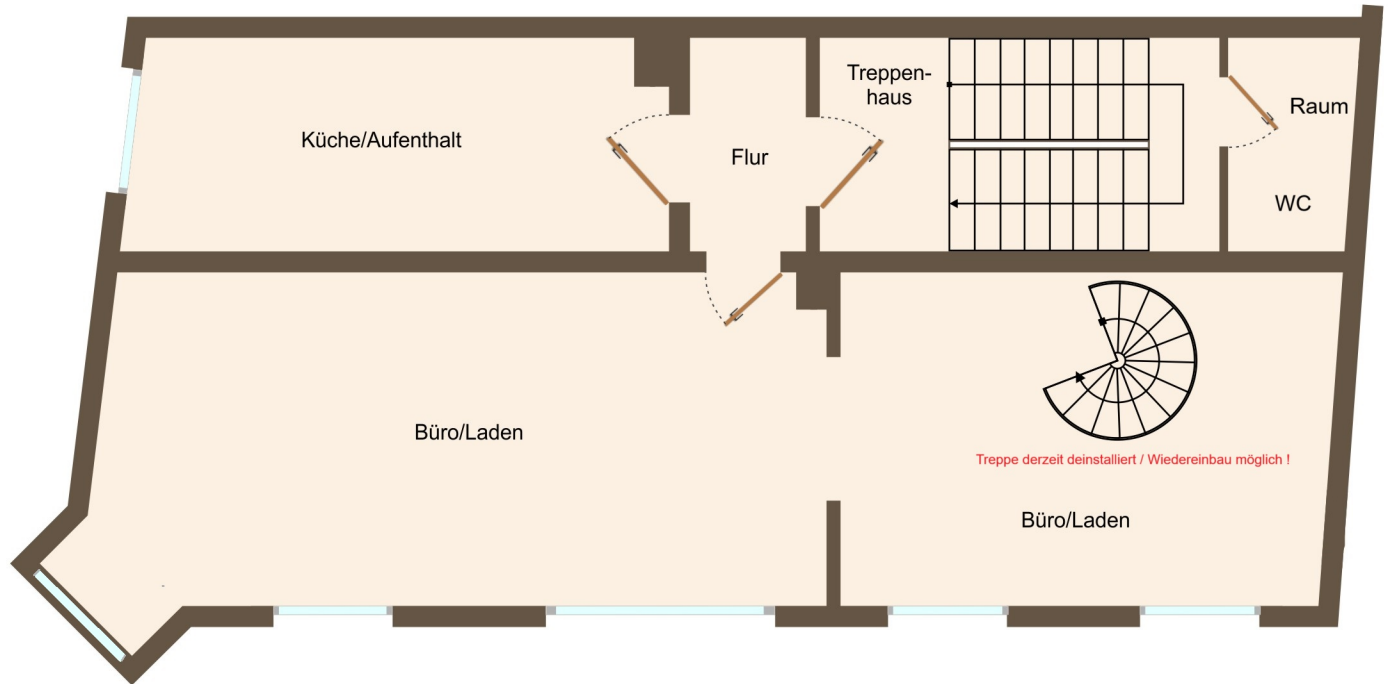 Treppen-
haus
Raum
Küche/Aufenthalt
Flur
WC
Büro/Laden
Treppe derzeit deinstalliert / Wiedereinbau möglich !
Büro/Laden